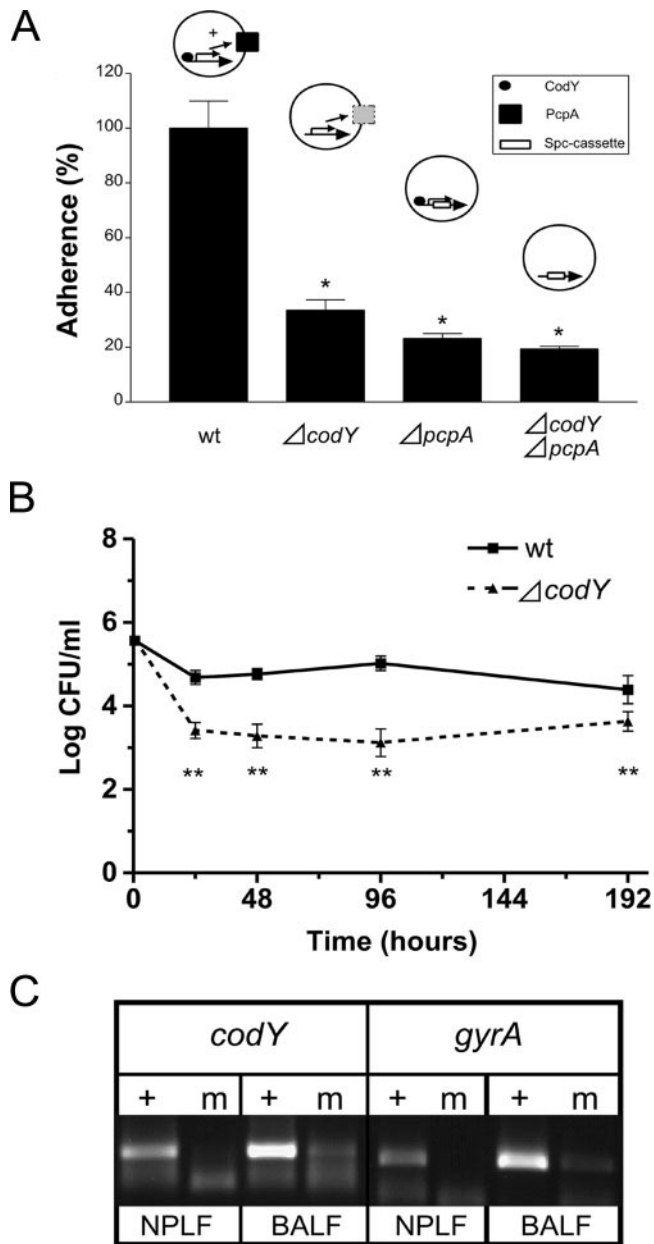 A
CodY
PcpA
Spc-cassette
+
120
100
80
60
40
20
0
Adherence (%)
*
*
*
wt
⊿codY
⊿pcpA
⊿codY
⊿pcpA
B
8
6
4
2
0
Log CFU/ml
wt
⊿codY
** ** ** **
0 48 96 144 192
Time (hours)
C
codY gyrA
+ m + m + m + m
NPLF BALF NPLF BALF